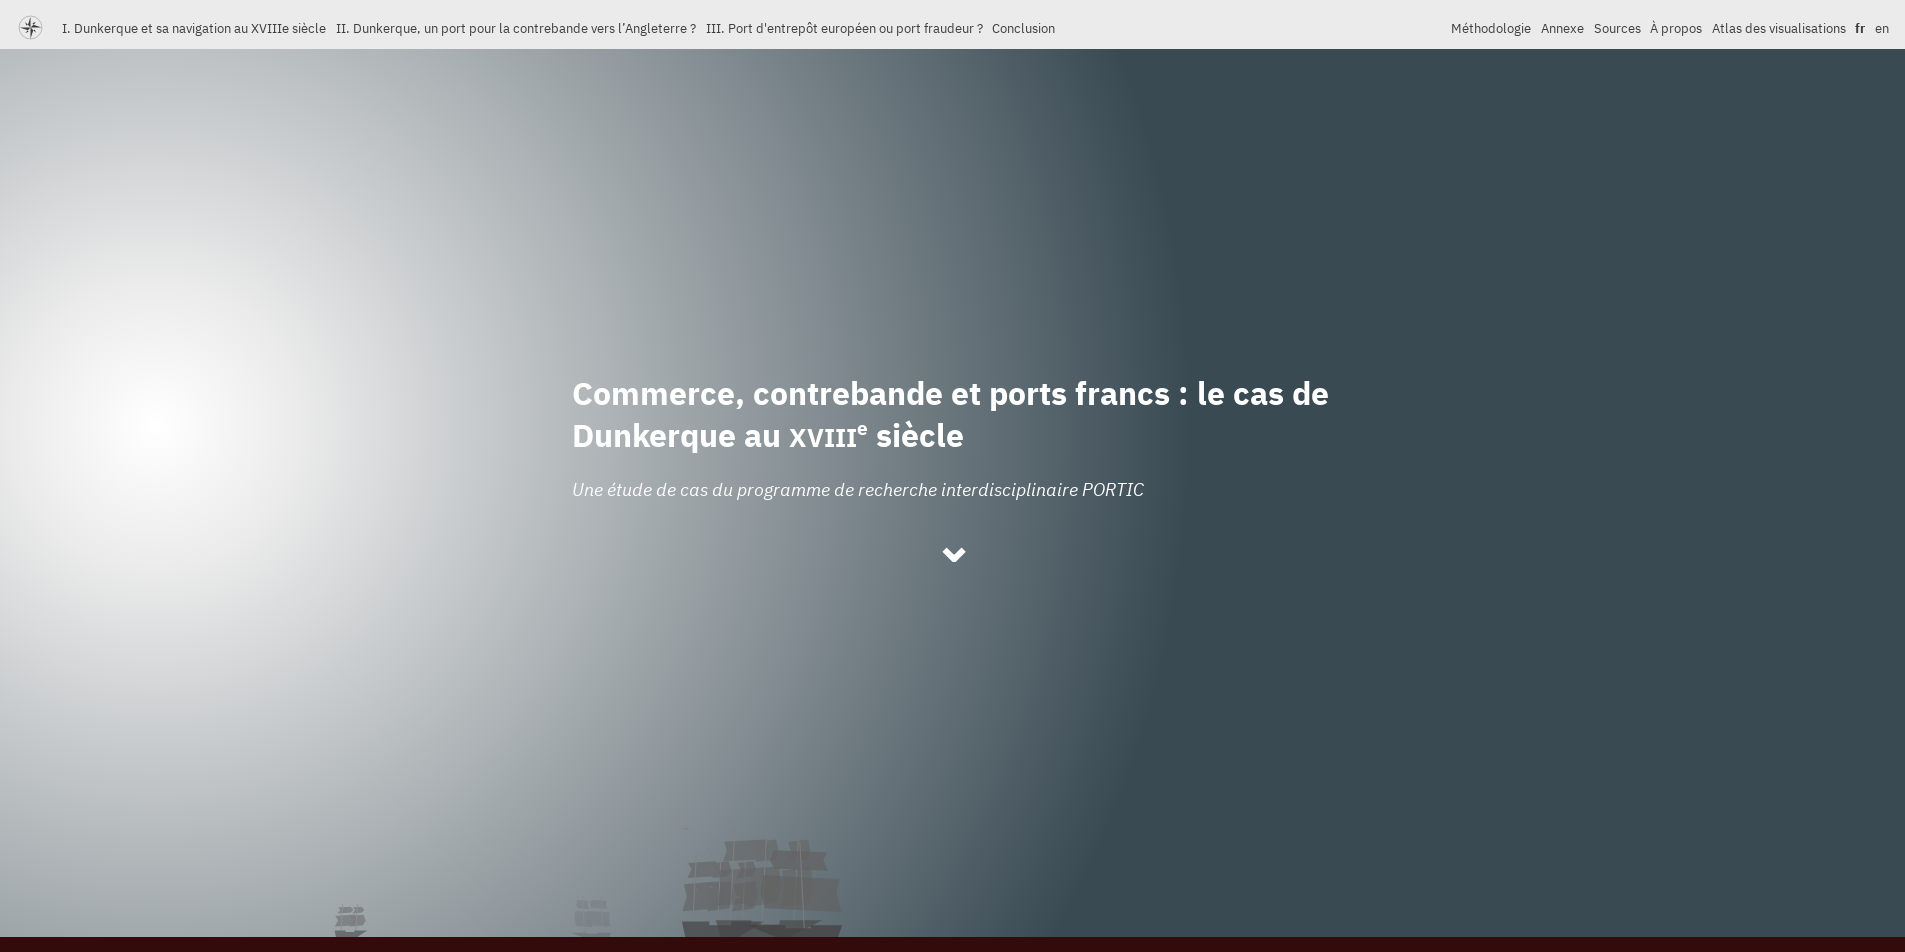 I. Dunkerque et sa navigation au XVIIIe siècle II. Dunkerque, un port pour la contrebande vers l’Angleterre ? III. Port d'entrepôt européen ou port fraudeur ? Conclusion Méthodologie Annexe Sources À propos Atlas des visualisations fr en
Commerce, contrebande et ports francs : le cas de
Dunkerque au XVIIIe siècle
Une étude de cas du programme de recherche interdisciplinaire PORTIC